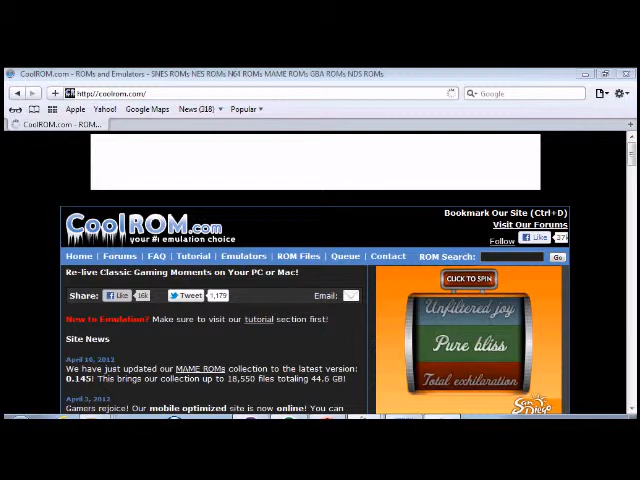 CoolROM.com - ROMs and Emulators - SNES ROMs NES ROMs N64 ROMs MAME ROMs GBA ROMs NDS ROMs
http://coolrom.com/
Google
Apple Yahoo! Google Maps News (318) Popular
CoolROM.com - ROM...
Bookmark Our Site (Ctrl+D)
Visit Our Forums
Follow Like 37k
CoolROM.com
your #1 emulation choice
Home | Forums | FAQ | Tutorial | Emulators | ROM Files | Queue | Contact ROM Search: Go
Re-live Classic Gaming Moments on Your PC or Mac!
Share: Like 16k Tweet 1,179 Email:
New to Emulation? Make sure to visit our tutorial section first!
Site News
April 10, 2012
We have just updated our MAME ROMs collection to the latest version:
0.145! This brings our collection up to 18,550 files totaling 44.6 GB!
April 3, 2012
Gamers rejoice! Our mobile optimized site is now online! You can
CLICK TO SPIN
Unfiltered joy
Pure bliss
Total exhilaration
San Diego